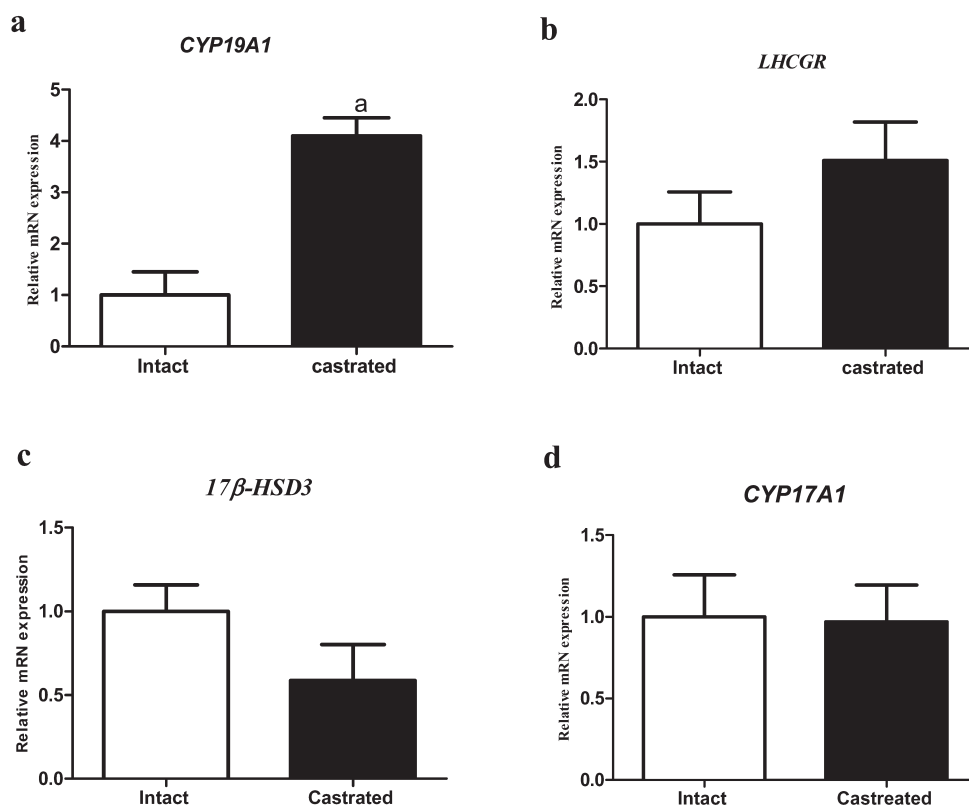 a
CYP19A1
Relative mRN expression
5
4
3
2
1
0
a
Intact castrated
b
LHCGR
Relative mRN expression
2.0
1.5
1.0
0.5
0.0
Intact castrated
c
17β-HSD3
Relative mRN expression
1.5
1.0
0.5
0.0
Intact Castrated
d
CYP17A1
Relative mRN expression
1.5
1.0
0.5
0.0
Intact Castreated